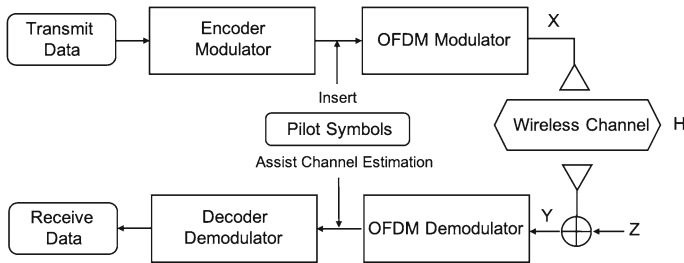 Transmit
Data
Encoder
Modulator
OFDM Modulator
X
Insert
Pilot Symbols
Assist Channel Estimation
Wireless Channel
H
Receive
Data
Decoder
Demodulator
OFDM Demodulator
Y
Z